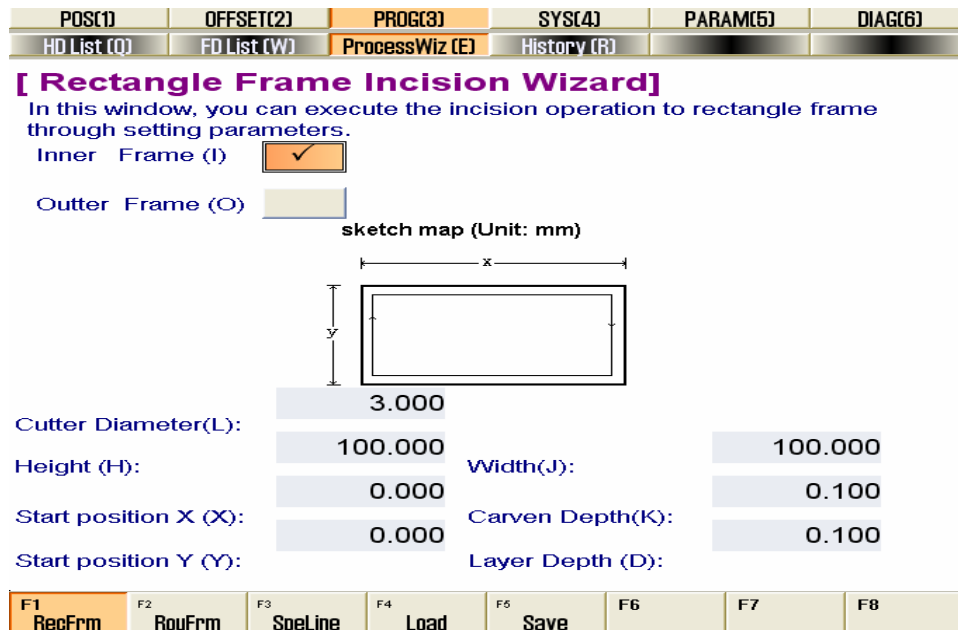 POS(1) OFFSET(2) PROG(3) SYS(4) PARAM(5) DIAG(6)
HD List (Q) FD List (W) ProcessWiz (E) History (R)
[ Rectangle Frame Incision Wizard]
In this window, you can execute the incision operation to rectangle frame
through setting parameters.
Inner Frame (I) ✓
Outter Frame (O)
sketch map (Unit: mm)
x
y
Cutter Diameter(L): 3.000
Height (H): 100.000 Width(J): 100.000
Start position X (X): 0.000 Carven Depth(K): 0.100
Start position Y (Y): 0.000 Layer Depth (D): 0.100
F1 F2 F3 F4 F5 F6 F7 F8
RecFrm RouFrm SpeLine Load Save